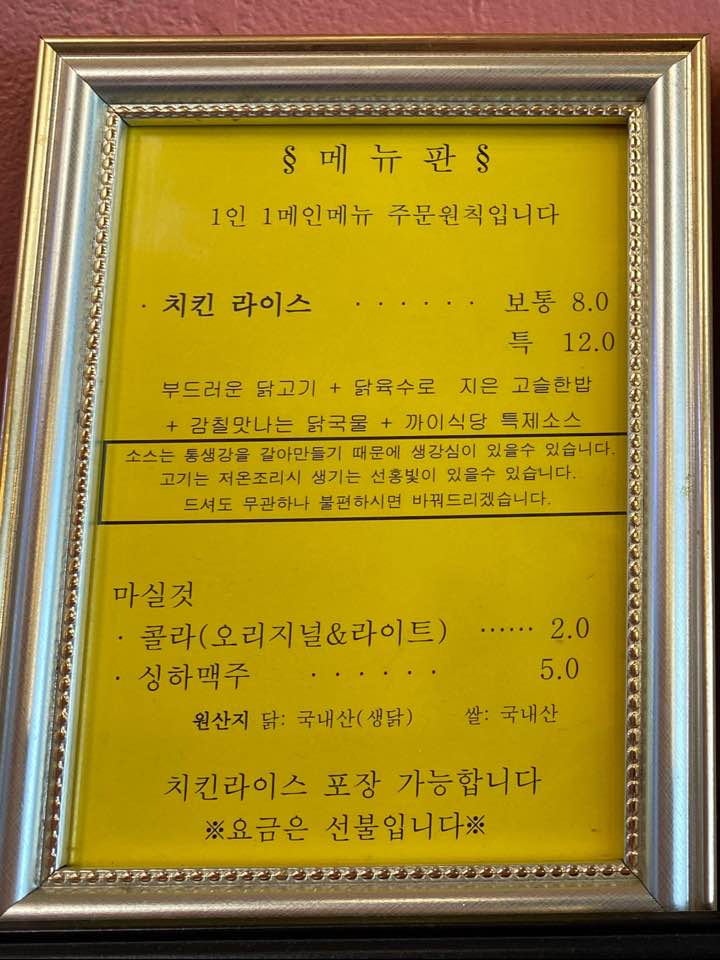 § 메 뉴 판 §
1인 1메인메뉴 주문원칙입니다
· 치킨 라이스 · · · · · · 보통 8.0
특 12.0
부드러운 닭고기 + 닭육수로 지은 고슬한밥
+ 감칠맛나는 닭국물 + 까이식당 특제소스
소스는 통생강을 갈아만들기 때문에 생강심이 있을수 있습니다.
고기는 저온조리시 생기는 선홍빛이 있을수 있습니다.
드셔도 무관하나 불편하시면 바꿔드리겠습니다.
마실것
· 콜라(오리지널&라이트) ······ 2.0
· 싱하맥주 · · · · · · 5.0
원산지 닭: 국내산(생닭) 쌀: 국내산
치킨라이스 포장 가능합니다
※요금은 선불입니다※